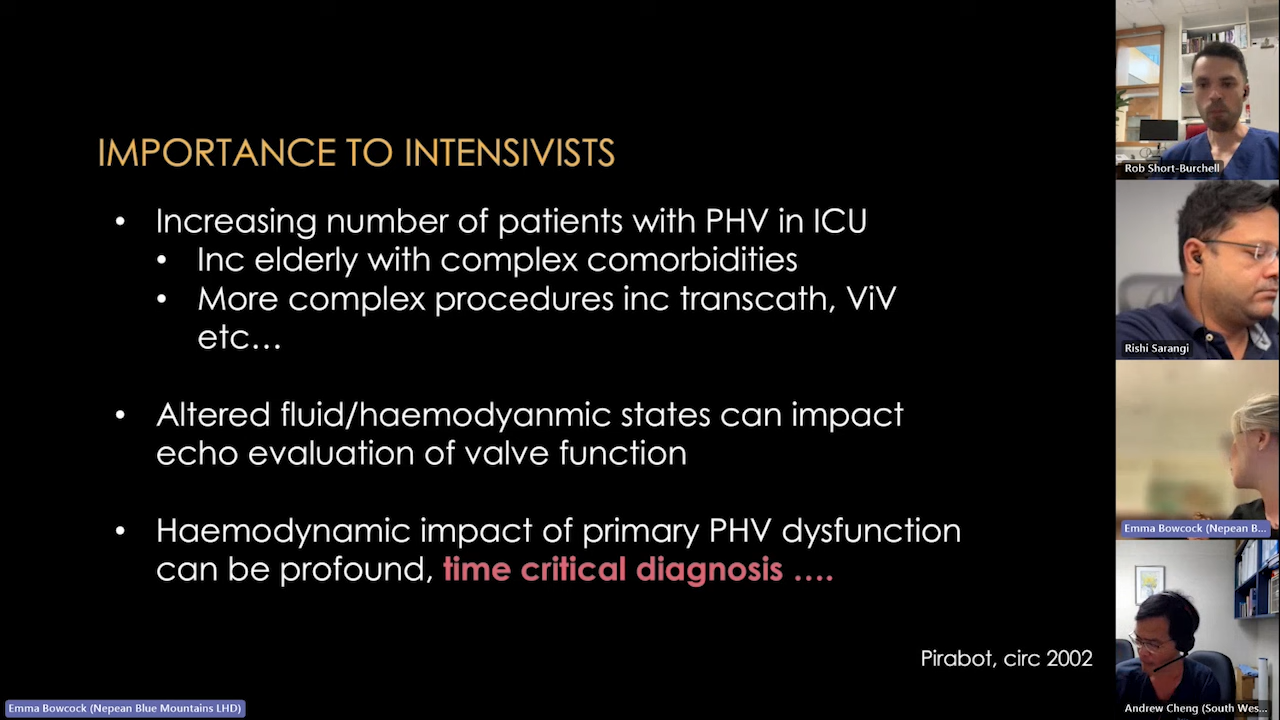 IMPORTANCE TO INTENSIVISTS
• Increasing number of patients with PHV in ICU
• Inc elderly with complex comorbidities
• More complex procedures inc transcath, ViV
etc…
• Altered fluid/haemodyanmic states can impact
echo evaluation of valve function
• Haemodynamic impact of primary PHV dysfunction
can be profound, time critical diagnosis ….
Pirabot, circ 2002
Emma Bowcock (Nepean Blue Mountains LHD)
Rob Short-Burchell
Rishi Sarangi
Emma Bowcock (Nepean B...
Andrew Cheng (South Wes...